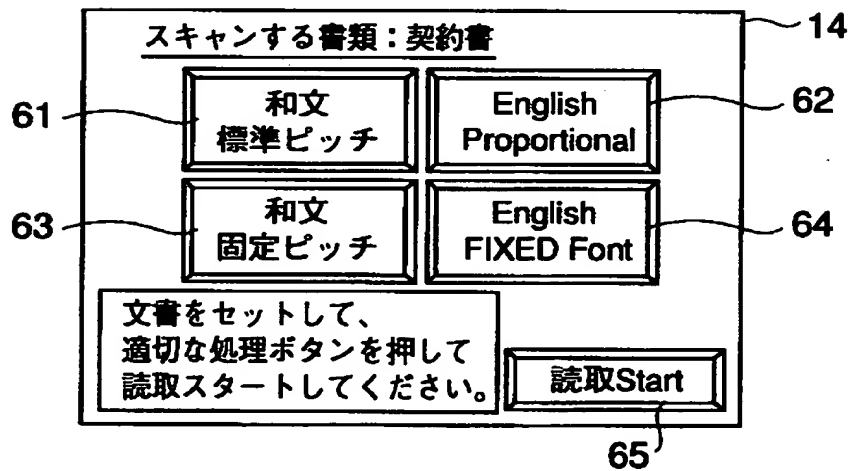 スキャンする書類：契約書
14
61
和文
標準ピッチ
English
Proportional
62
63
和文
固定ピッチ
English
FIXED Font
64
文書をセットして、
適切な処理ボタンを押して
読取スタートしてください。
読取Start
65